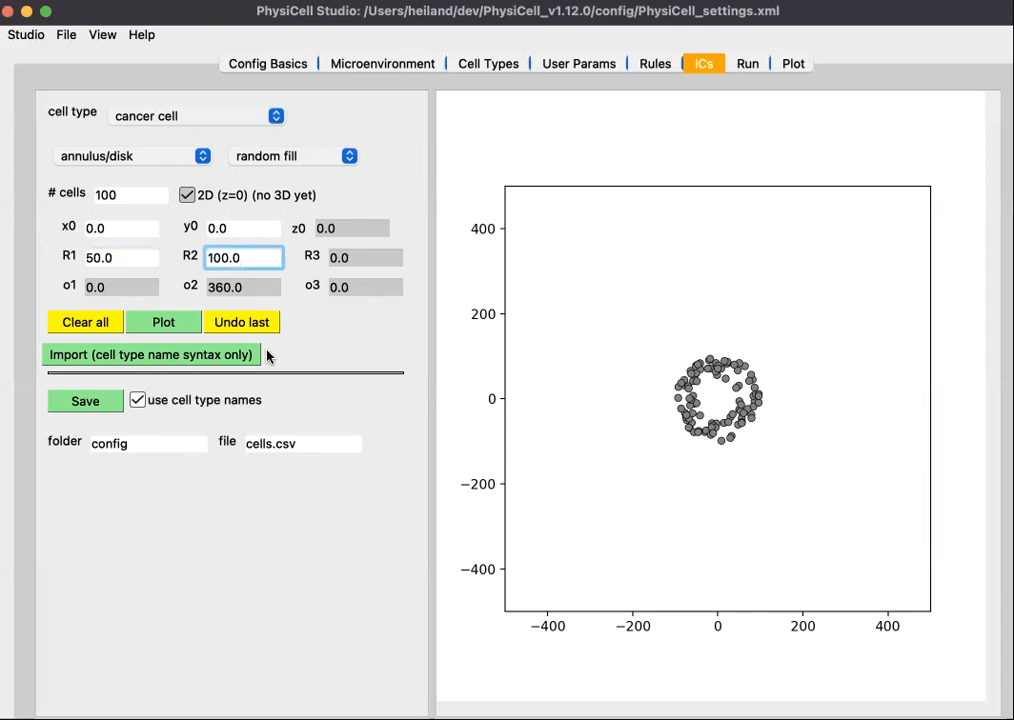 PhysiCell Studio: /Users/heiland/dev/PhysiCell_v1.12.0/config/PhysiCell_settings.xml
Studio File View Help
Config Basics Microenvironment Cell Types User Params Rules ICs Run Plot
cell type cancer cell
annulus/disk random fill
# cells 100 2D (z=0) (no 3D yet)
x0 0.0 y0 0.0 z0 0.0
R1 50.0 R2 100.0 R3 0.0
o1 0.0 o2 360.0 o3 0.0
Clear all Plot Undo last
Import (cell type name syntax only)
Save use cell type names
folder config file cells.csv
400
200
0
−200
−400
−400 −200 0 200 400